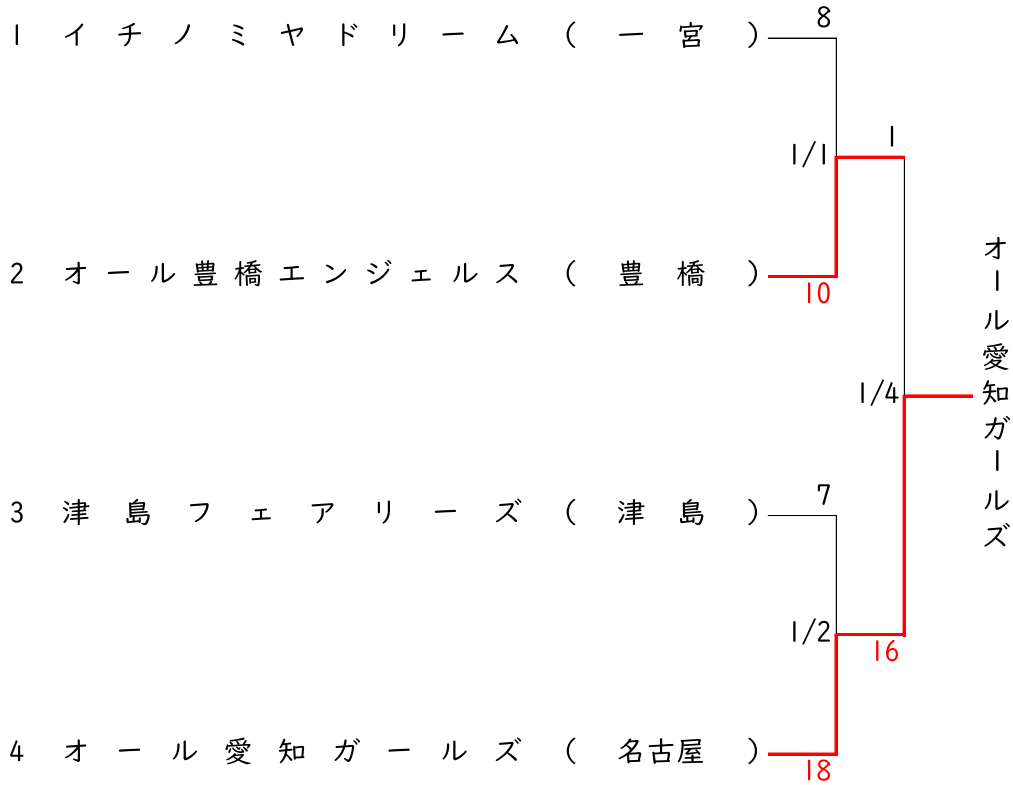 8
1 イチノミヤドリーム (一宮)
1
1/1
2 オール豊橋エンジェルス (豊橋)
10
オール愛知ガールズ
1/4
7
3 津島フェアリーズ (津島)
1/2
16
4 オール愛知ガールズ (名古屋)
18